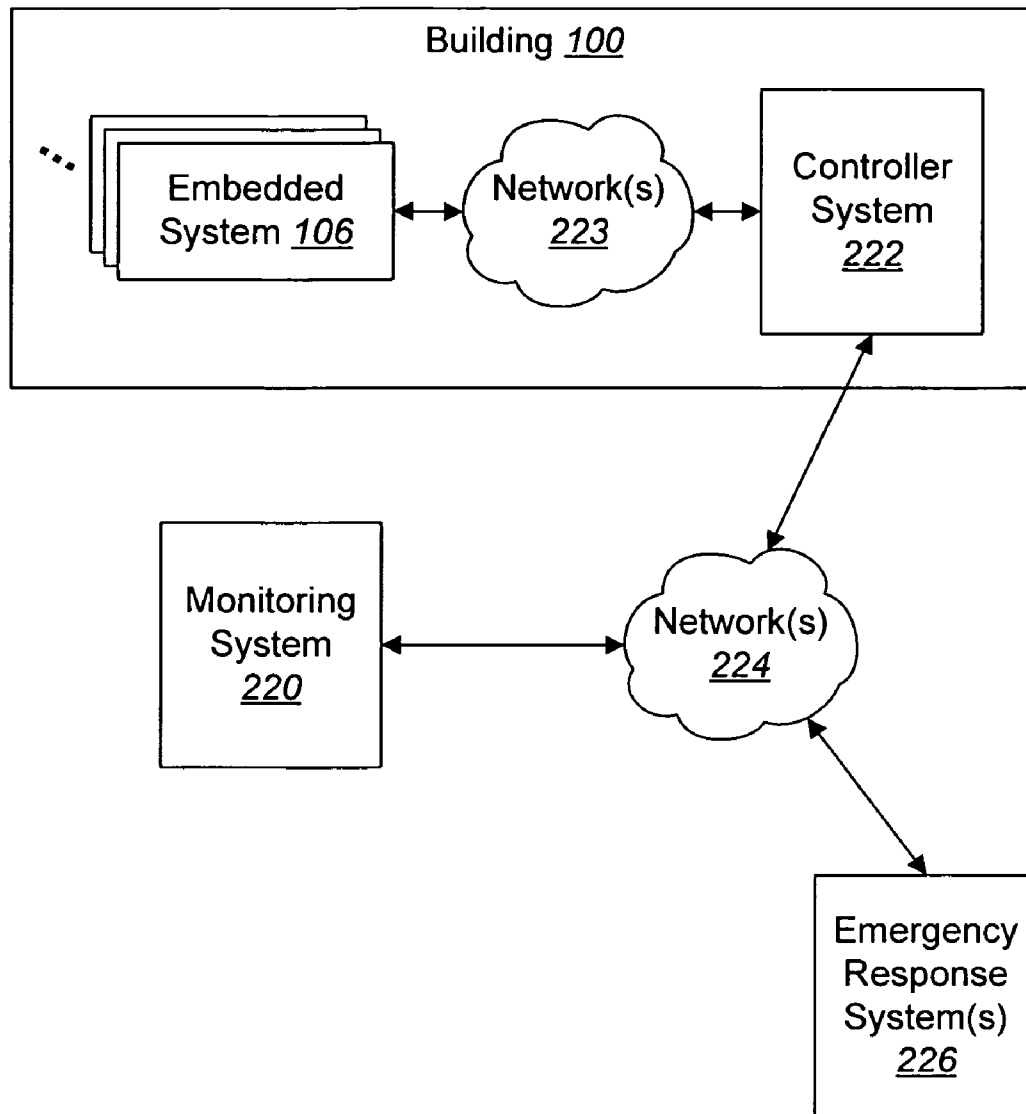 Building 100
Embedded
System 106
Network(s)
223
Controller
System
222
Monitoring
System
220
Network(s)
224
Emergency
Response
System(s)
226